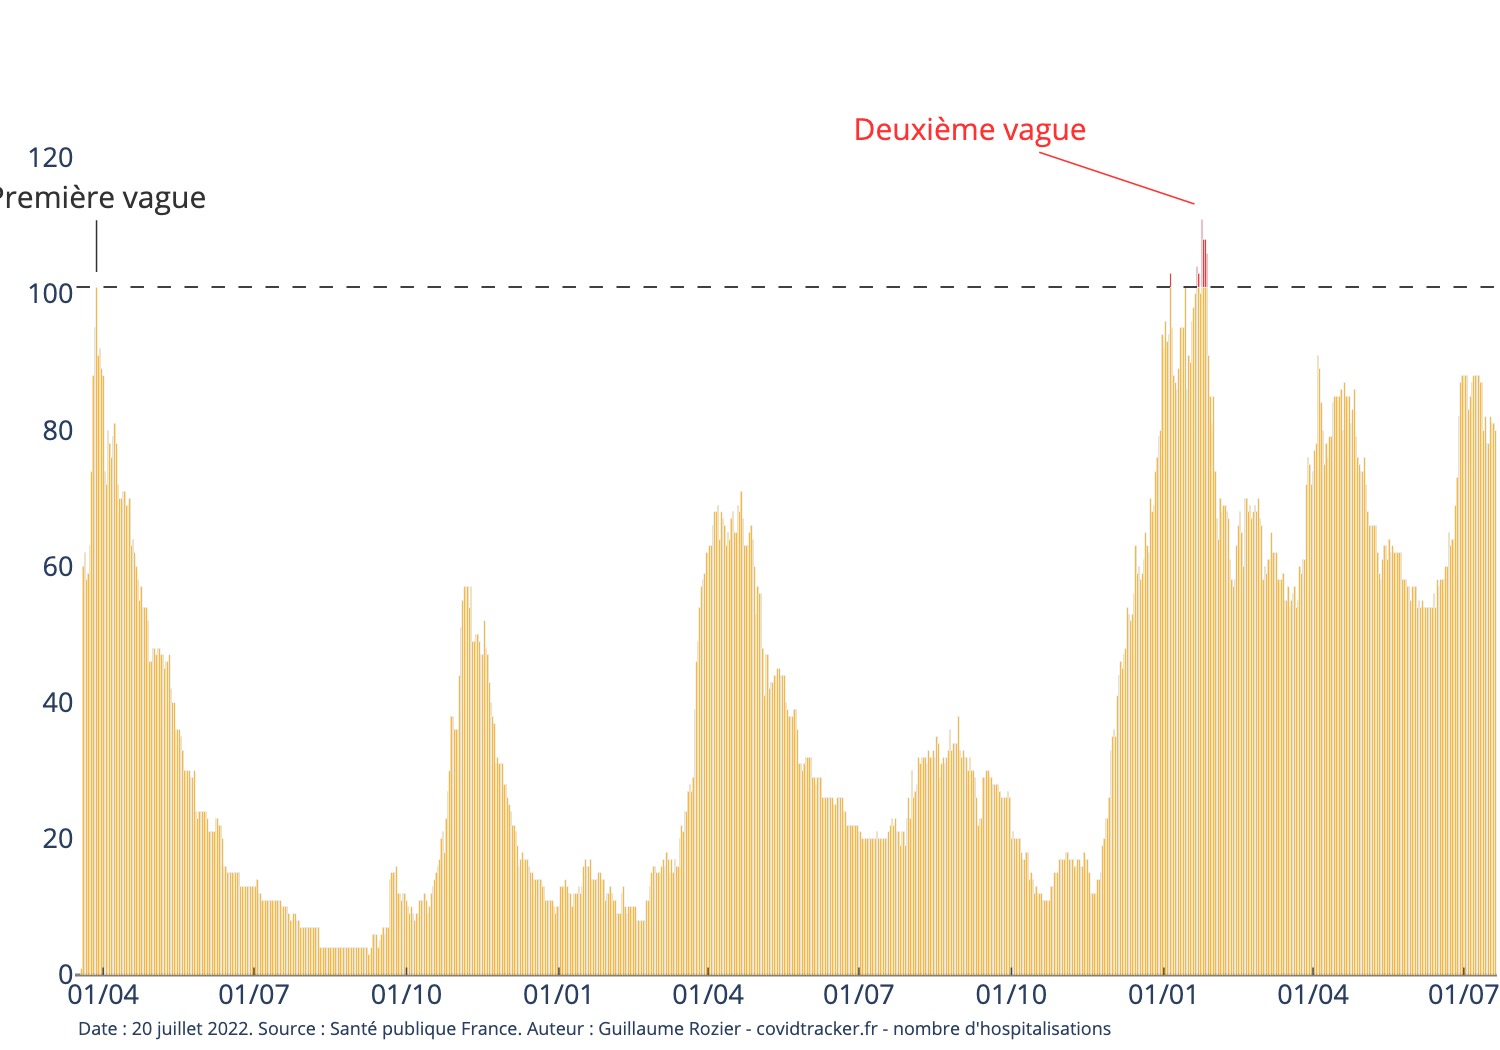 Deuxième vague
120
Première vague
100
80
60
40
20
0
01/04 01/07 01/10 01/01 01/04 01/07 01/10 01/01 01/04 01/07
Date : 20 juillet 2022. Source : Santé publique France. Auteur : Guillaume Rozier - covidtracker.fr - nombre d'hospitalisations